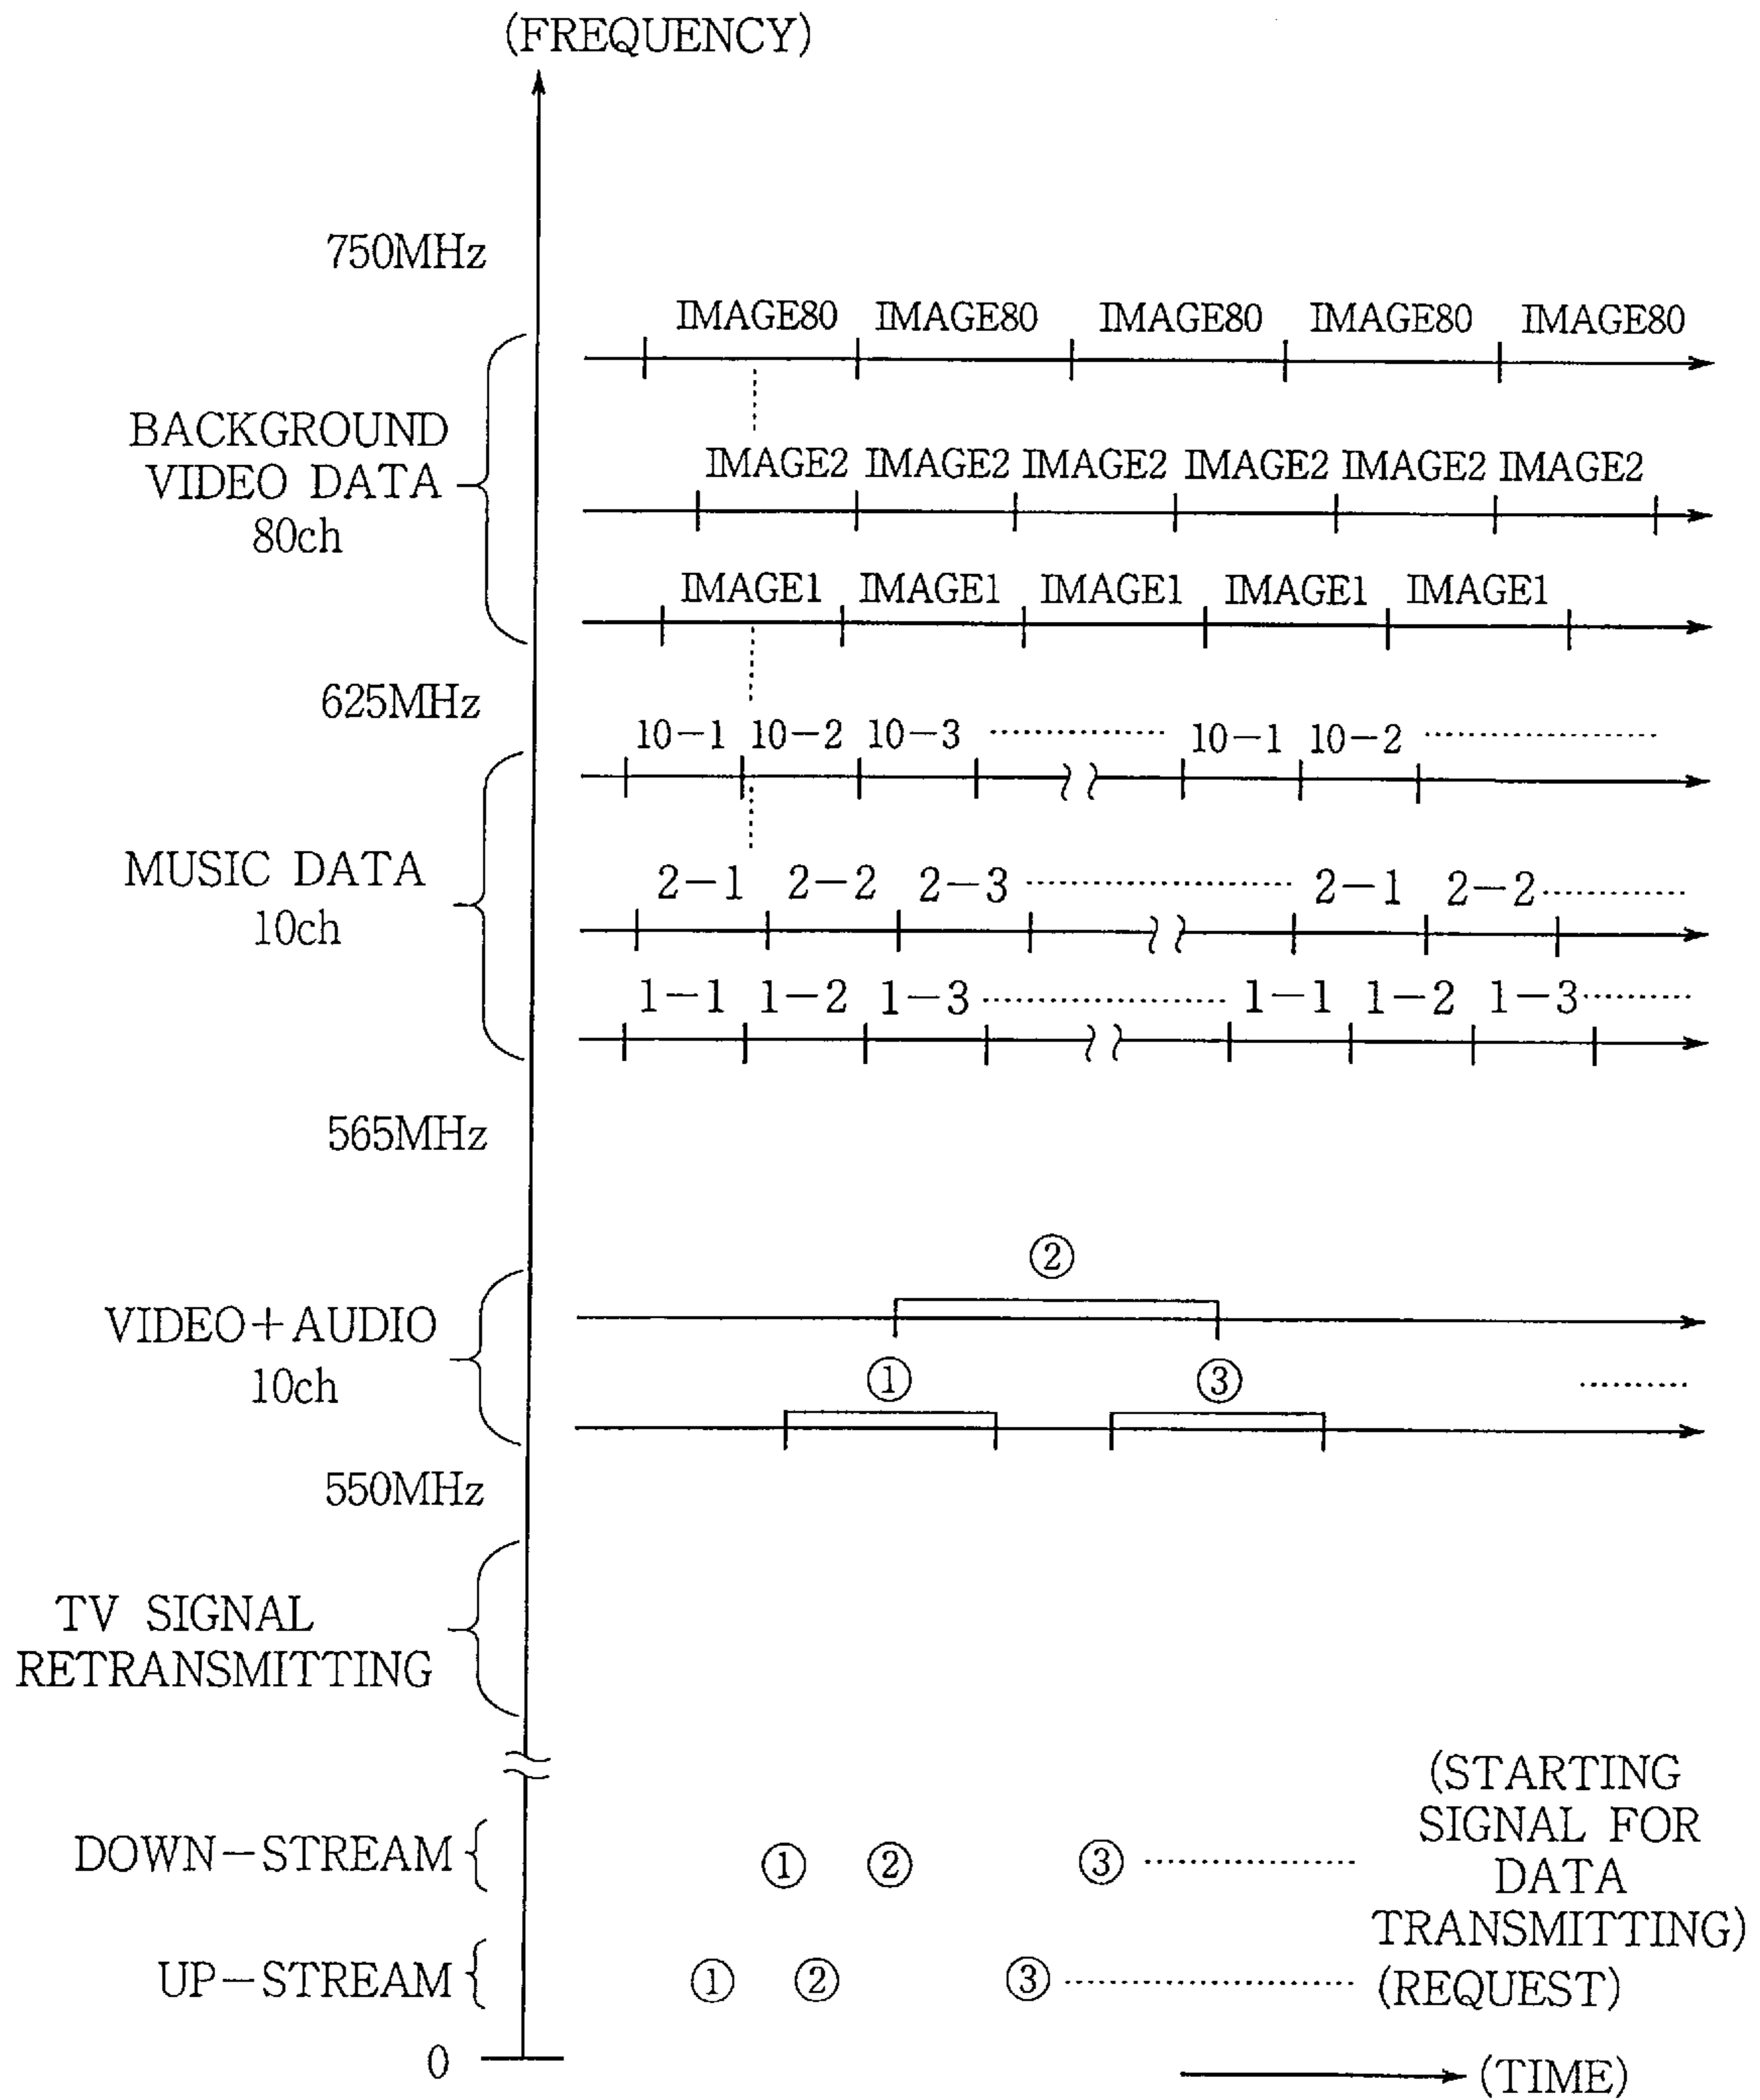 (FREQUENCY)
750MHz
IMAGE80 IMAGE80 IMAGE80 IMAGE80 IMAGE80
BACKGROUND
VIDEO DATA
80ch
IMAGE2 IMAGE2 IMAGE2 IMAGE2 IMAGE2 IMAGE2
IMAGE1 IMAGE1 IMAGE1 IMAGE1 IMAGE1
625MHz
10-1 10-2 10-3 10-1 10-2
MUSIC DATA
10ch
2-1 2-2 2-3 2-1 2-2
1-1 1-2 1-3 1-1 1-2 1-3
565MHz
②
VIDEO+AUDIO
10ch
① ③
550MHz
TV SIGNAL
RETRANSMITTING
DOWN-STREAM
① ② ③
(STARTING
SIGNAL FOR
DATA
TRANSMITTING)
UP-STREAM
① ② ③
(REQUEST)
0
(TIME)